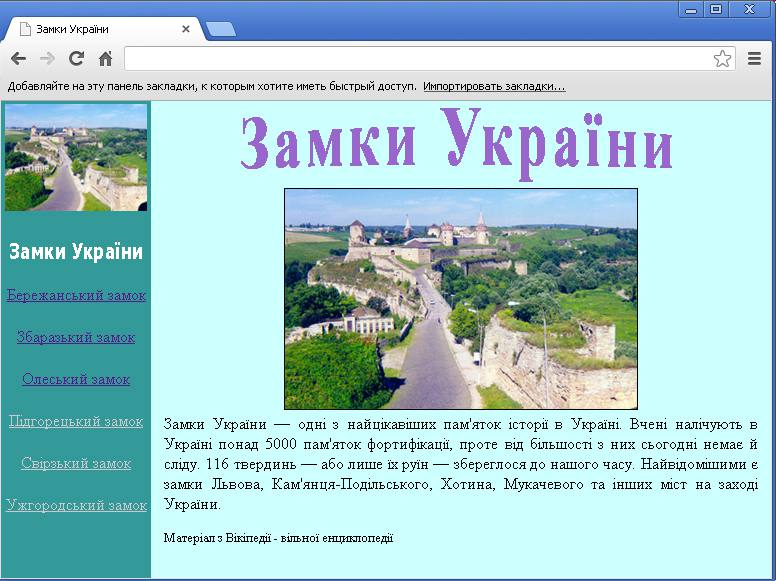 Замки України
Добавляйте на эту панель закладки, к которым хотите иметь быстрый доступ. Импортировать закладки...
Замки України
Бережанський замок
Збаразький замок
Олеський замок
Підгорецький замок
Свірзький замок
Ужгородський замок
Замки України
Замки України — одні з найцікавіших пам'яток історії в Україні. Вчені налічують в
Україні понад 5000 пам'яток фортифікації, проте від більшості з них сьогодні немає й
сліду. 116 твердинь — або лише їх руїн — збереглося до нашого часу. Найвідомішими є
замки Львова, Кам'янця-Подільського, Хотина, Мукачевого та інших міст на заході
України.
Матеріал з Вікіпедії - вільної енциклопедії